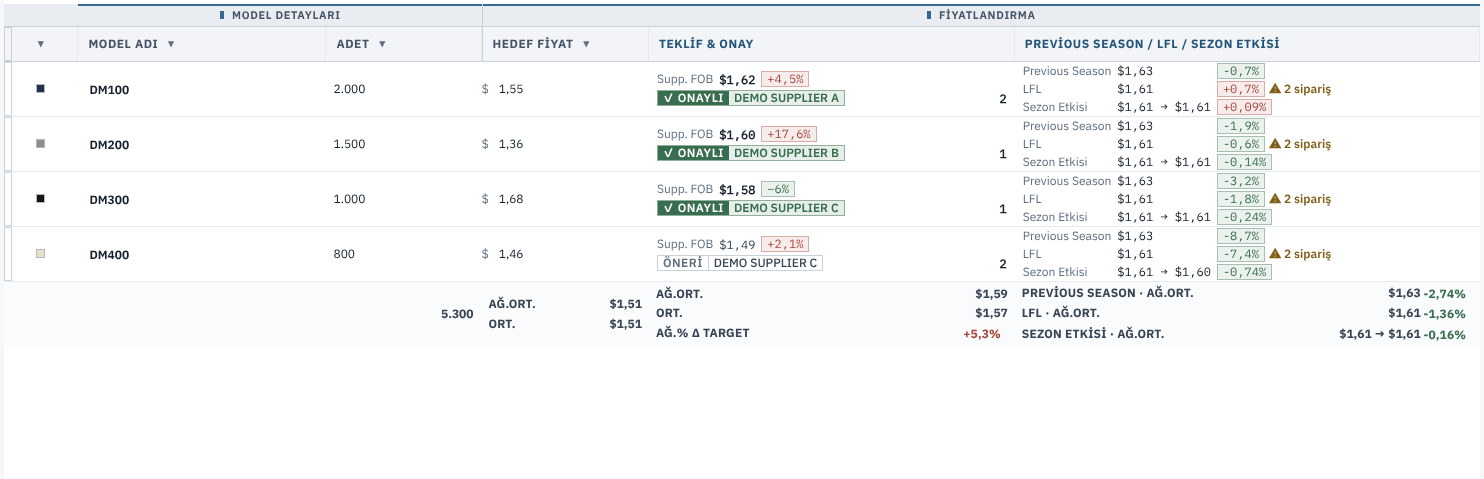 MODEL DETAYLARI FİYATLANDIRMA
▼ MODEL ADI ▼ ADET ▼ HEDEF FİYAT ▼ TEKLİF & ONAY PREVİOUS SEASON / LFL / SEZON ETKİSİ
DM100 2.000 $ 1,55
Supp. FOB $1,62 +4,5%
✓ ONAYLI DEMO SUPPLIER A
2
Previous Season $1,63 -0,7%
LFL $1,61 +0,7% ⚠ 2 sipariş
Sezon Etkisi $1,61 → $1,61 +0,09%
DM200 1.500 $ 1,36
Supp. FOB $1,60 +17,6%
✓ ONAYLI DEMO SUPPLIER B
1
Previous Season $1,63 -1,9%
LFL $1,61 -0,6% ⚠ 2 sipariş
Sezon Etkisi $1,61 → $1,61 -0,14%
DM300 1.000 $ 1,68
Supp. FOB $1,58 −6%
✓ ONAYLI DEMO SUPPLIER C
1
Previous Season $1,63 -3,2%
LFL $1,61 -1,8% ⚠ 2 sipariş
Sezon Etkisi $1,61 → $1,61 -0,24%
DM400 800 $ 1,46
Supp. FOB $1,49 +2,1%
ÖNERİ DEMO SUPPLIER C
2
Previous Season $1,63 -8,7%
LFL $1,61 -7,4% ⚠ 2 sipariş
Sezon Etkisi $1,61 → $1,60 -0,74%
5.300
AĞ.ORT. $1,51
ORT. $1,51
AĞ.ORT. $1,59
ORT. $1,57
AĞ.% Δ TARGET +5,3%
PREVİOUS SEASON · AĞ.ORT. $1,63 -2,74%
LFL · AĞ.ORT. $1,61 -1,36%
SEZON ETKİSİ · AĞ.ORT. $1,61 → $1,61 -0,16%